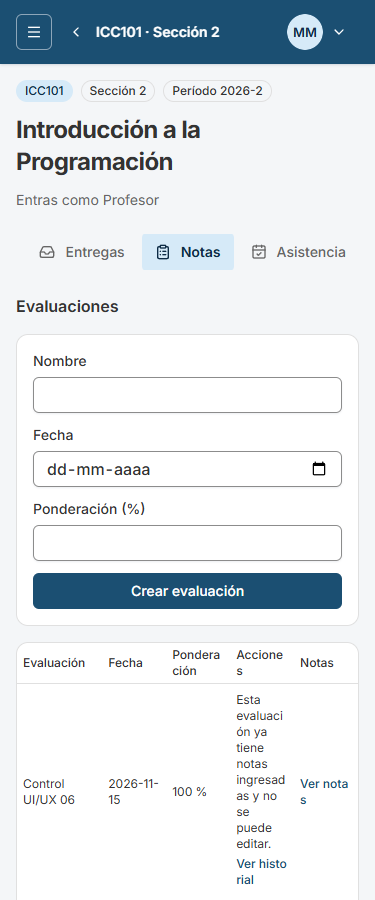 ICC101 · Sección 2
MM
ICC101
Sección 2
Período 2026-2
Introducción a la
Programación
Entras como Profesor
Entregas
Notas
Asistencia
Evaluaciones
Nombre
Fecha
dd-mm-aaaa
Ponderación (%)
Crear evaluación
Evaluación
Fecha
Pondera
ción
Accione
s
Notas
Control
UI/UX 06
2026-11-
15
100 %
Esta
evaluaci
ón ya
tiene
notas
ingresad
as y no
se
puede
editar.
Ver histo
rial
Ver nota
s